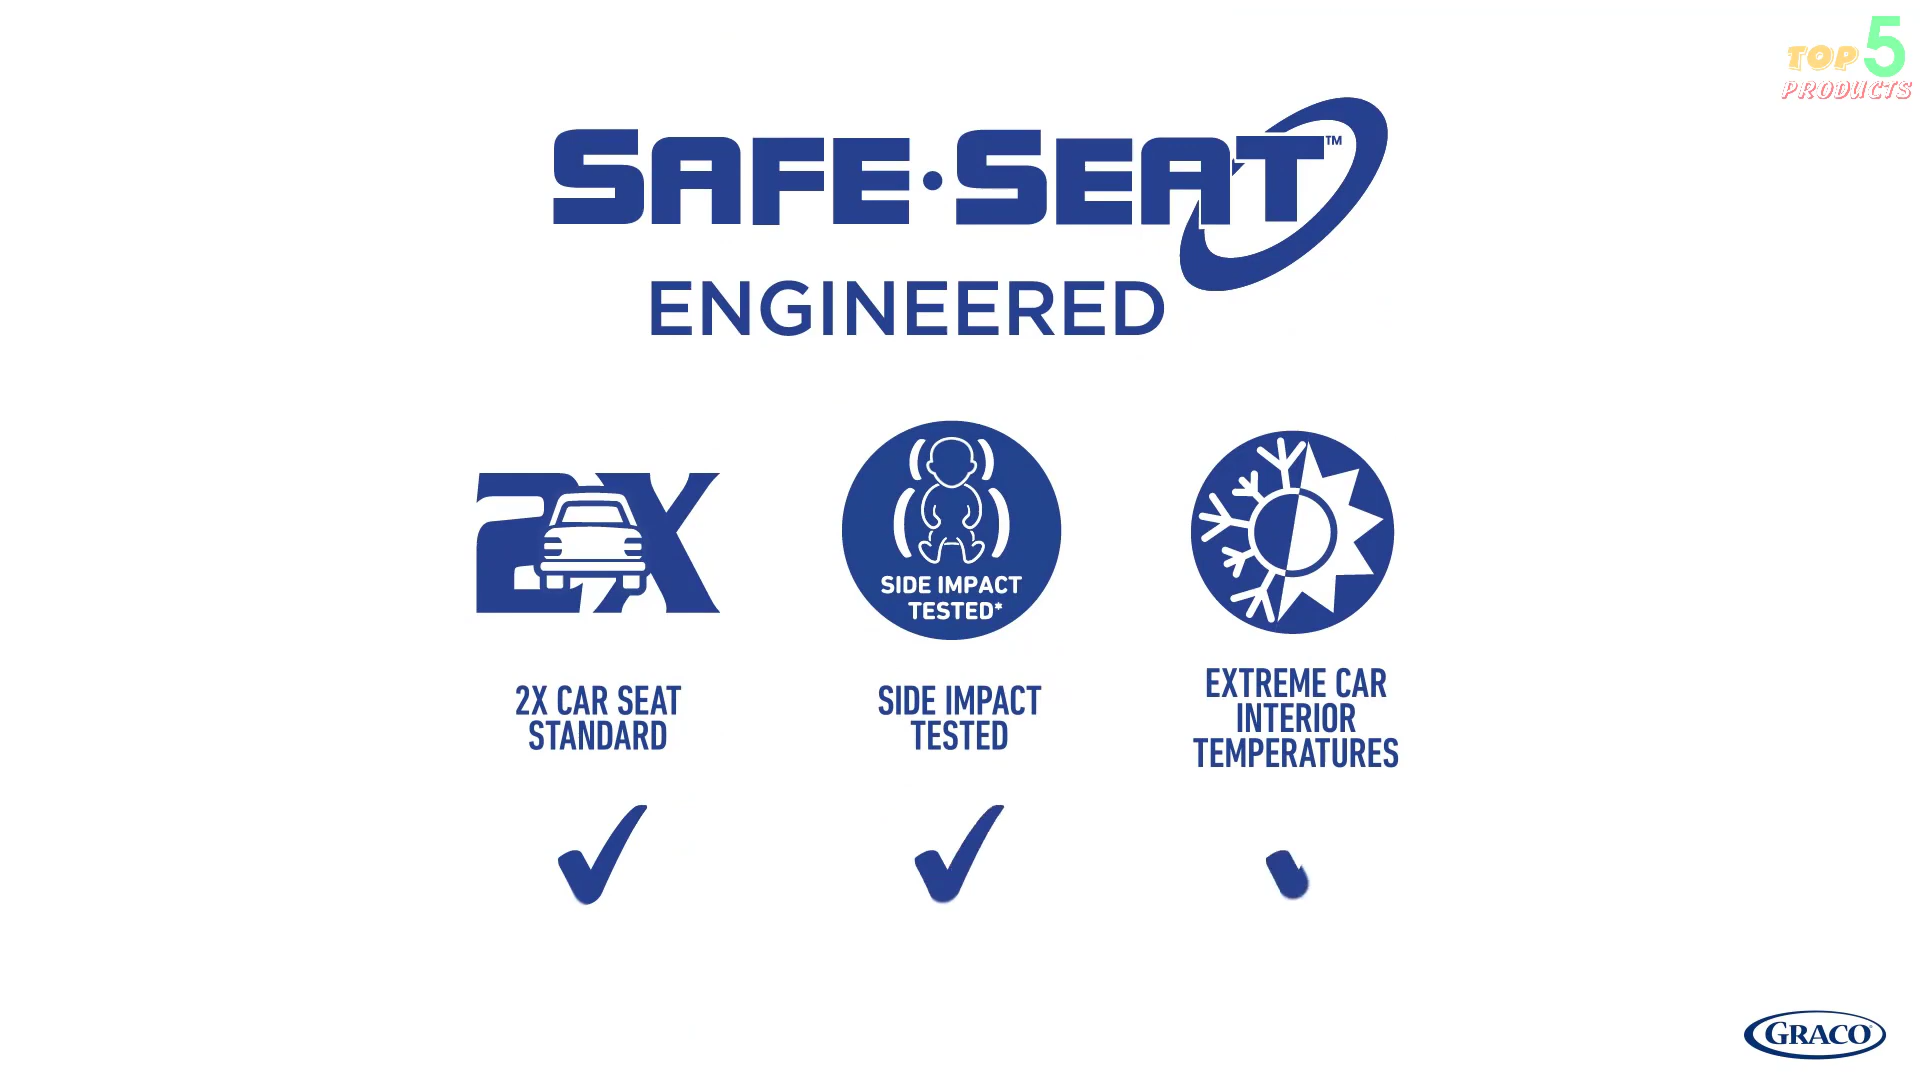 TOP 5
PRODUCTS
SAFE·SEAT™
ENGINEERED
2X
SIDE IMPACT
TESTED*
2X CAR SEAT
STANDARD
SIDE IMPACT
TESTED
EXTREME CAR
INTERIOR
TEMPERATURES
GRACO